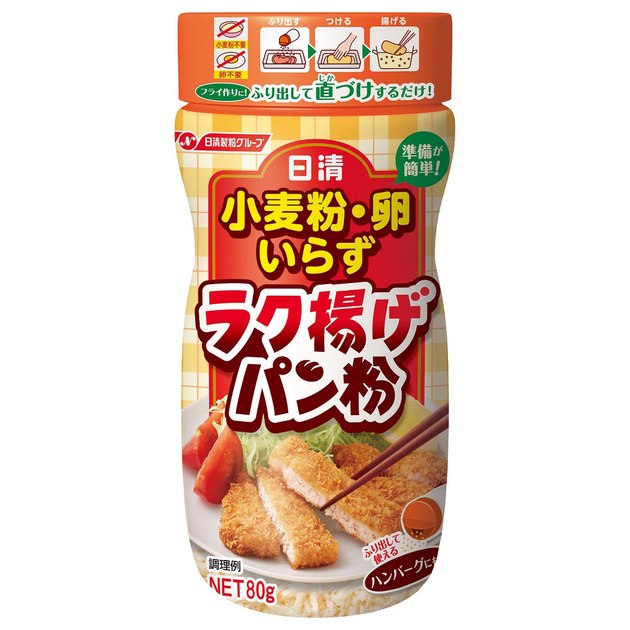 ふり出す
つける
揚げる
小麦粉不要
卵不要
フライ作りに!
ふり出して直づけするだけ!
じか
日清製粉グループ
準備が
簡単!
日清
小麦粉・卵
いらず
ラク揚げ
パン粉
ふり出して
使える
ハンバーグに
調理例
NET80g